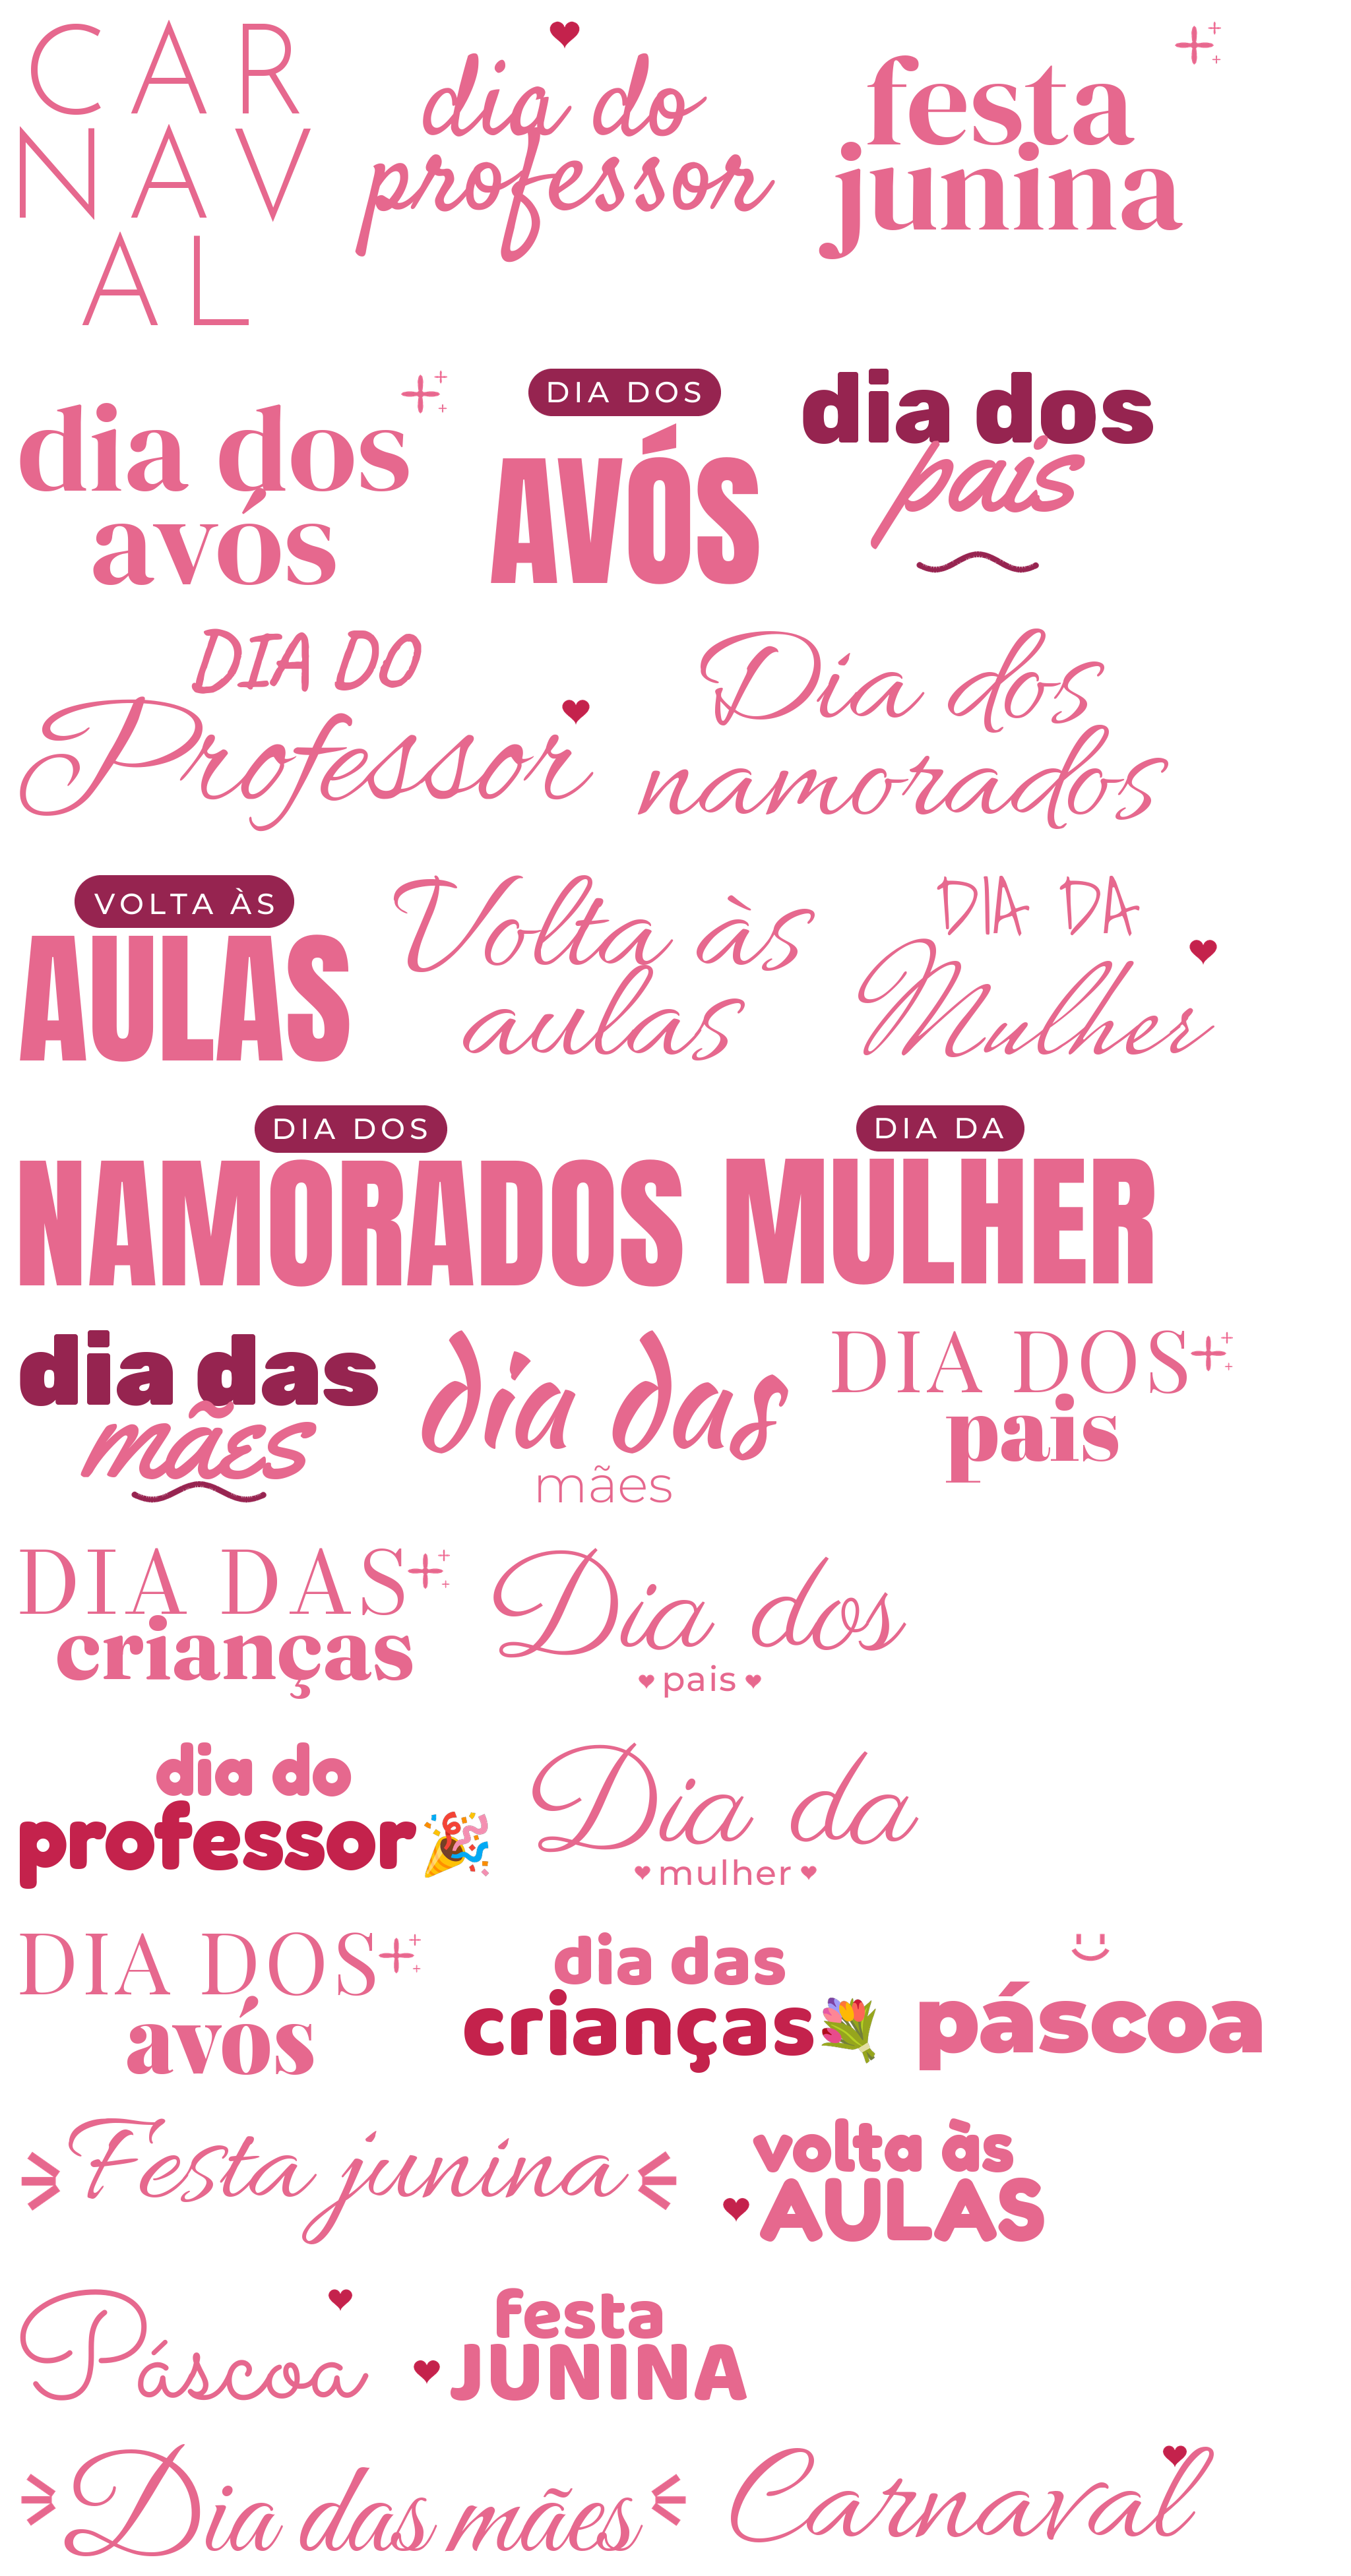 CAR
NAV
AL
dia do
professor
festa
junina
dia dos
avós
DIA DOS
AVÓS
dia dos
pais
DIA DO
Professor
Dia dos
namorados
VOLTA ÀS
AULAS
Volta às
aulas
DIA DA
Mulher
DIA DOS
NAMORADOS
DIA DA
MULHER
dia das
mães
dia das
mães
DIA DOS
pais
DIA DAS
crianças
Dia dos
pais
dia do
professor
Dia da
mulher
DIA DOS
avós
dia das
crianças
páscoa
Festa junina
volta às
AULAS
Páscoa
festa
JUNINA
Dia das mães
Carnaval